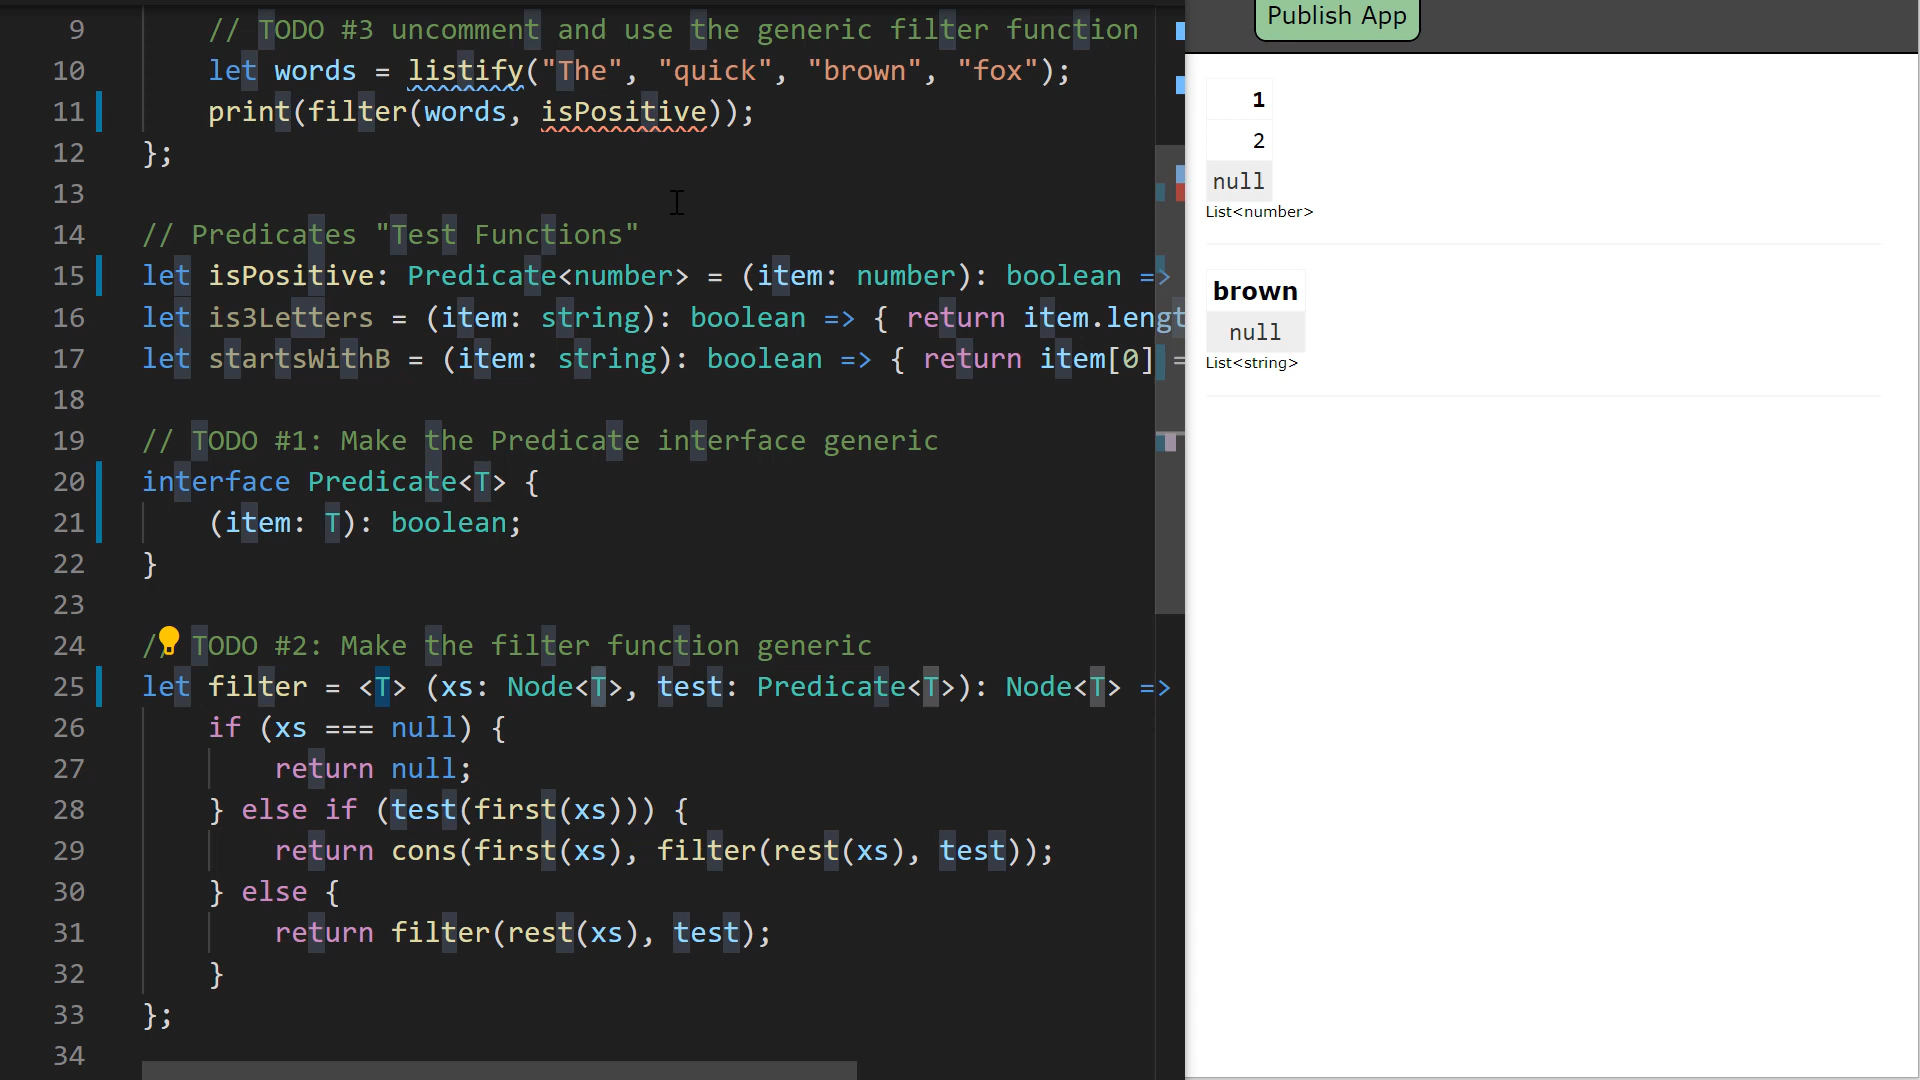 9 // TODO #3 uncomment and use the generic filter function
10 let words = listify("The", "quick", "brown", "fox");
11 print(filter(words, isPositive));
12 };
13
14 // Predicates "Test Functions"
15 let isPositive: Predicate<number> = (item: number): boolean =>
16 let is3Letters = (item: string): boolean => { return item.lengt
17 let startsWithB = (item: string): boolean => { return item[0] =
18
19 // TODO #1: Make the Predicate interface generic
20 interface Predicate<T> {
21 (item: T): boolean;
22 }
23
24 // TODO #2: Make the filter function generic
25 let filter = <T> (xs: Node<T>, test: Predicate<T>): Node<T> =>
26 if (xs === null) {
27 return null;
28 } else if (test(first(xs))) {
29 return cons(first(xs), filter(rest(xs), test));
30 } else {
31 return filter(rest(xs), test);
32 }
33 };
34
Publish App
1
2
null
List<number>
brown
null
List<string>